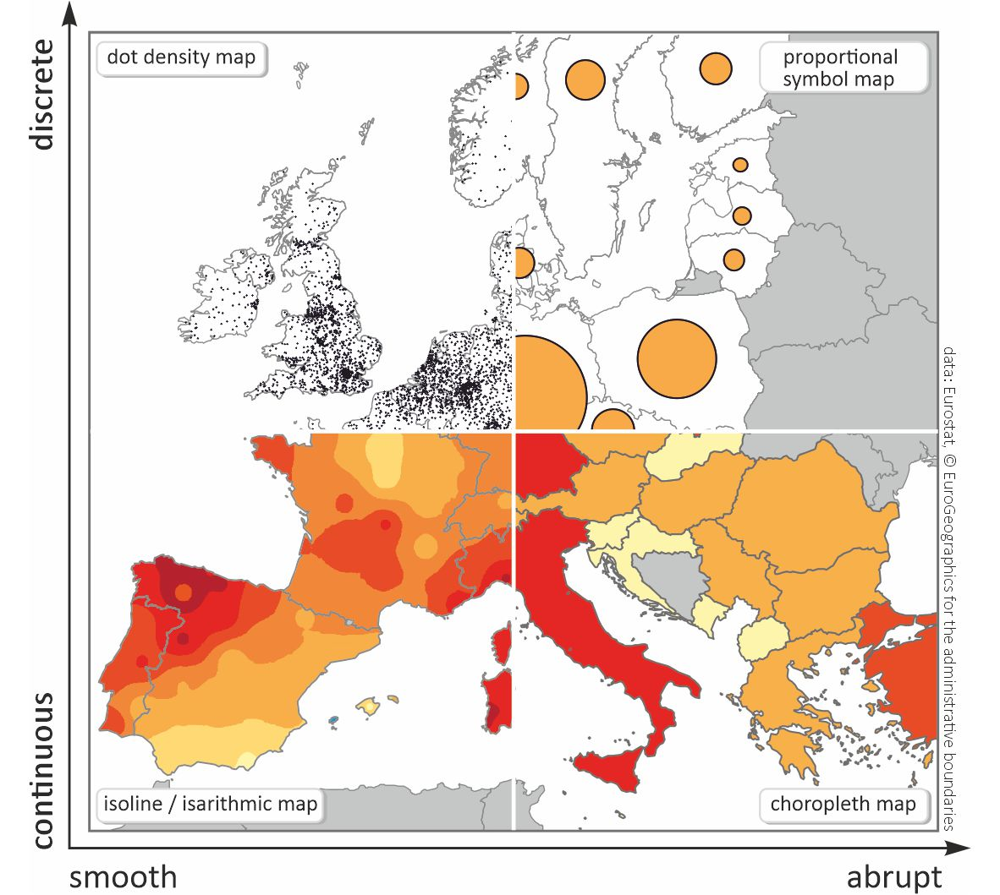 discrete
dot density map
proportional
symbol map
data: Eurostat, © EuroGeographics for the administrative boundaries
continuous
isoline / isarithmic map
choropleth map
smooth
abrupt